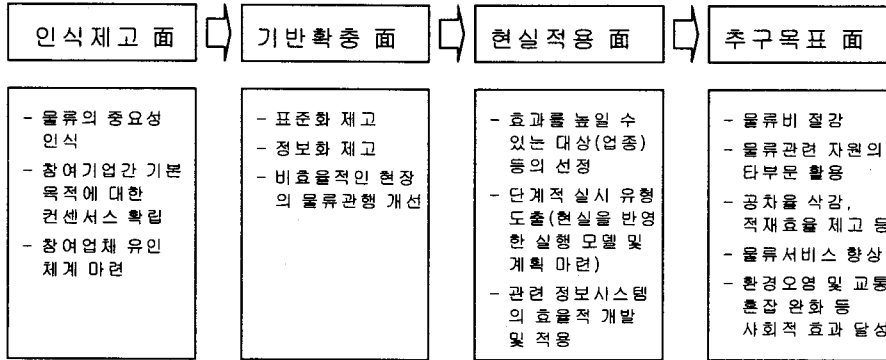 인식제고 面
기반확충 面
현실적용 面
추구목표 面
- 물류의 중요성
인식
- 참여기업간 기본
목적에 대한
컨센서스 확립
- 참여업체 유인
체계 마련
- 표준화 제고
- 정보화 제고
- 비효율적인 현장
의 물류관행 개선
- 효과를 높일 수
있는 대상(업종)
등의 선정
- 단계적 실시 유형
도출(현실을 반영
한 실행 모델 및
계획 마련)
- 관련 정보시스템
의 효율적 개발
및 적용
- 물류비 절감
- 물류관련 자원의
타부문 활용
- 공차율 삭감,
적재효율 제고 등
- 물류서비스 향상
- 환경오염 및 교통
혼잡 완화 등
사회적 효과 달성